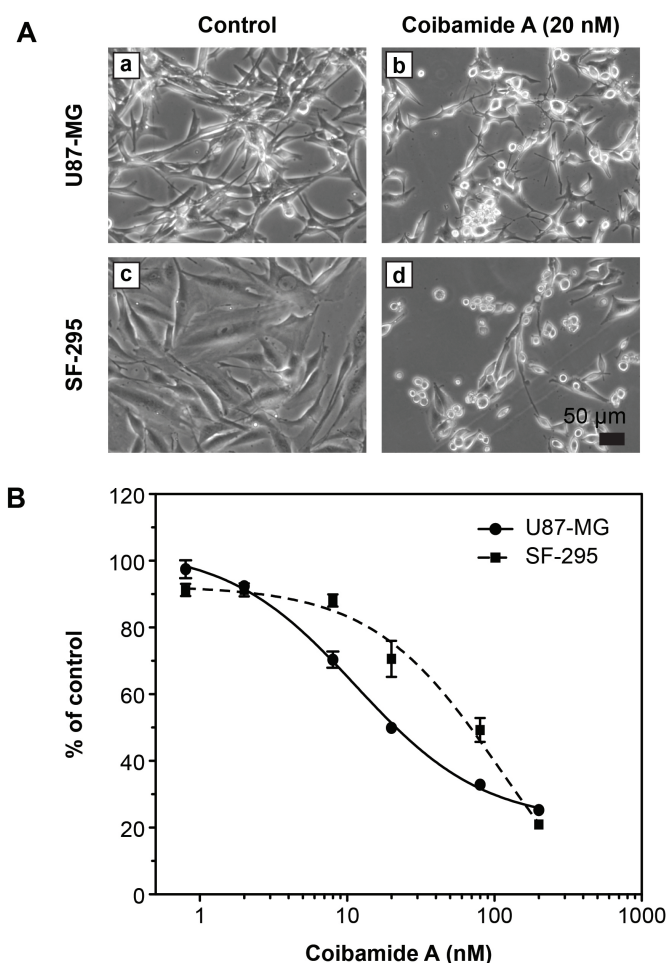 A
Control
Coibamide A (20 nM)
U87-MG
a
b
SF-295
c
d
50 µm
B
120
100
80
60
40
20
0
% of control
U87-MG
SF-295
1
10
100
1000
Coibamide A (nM)